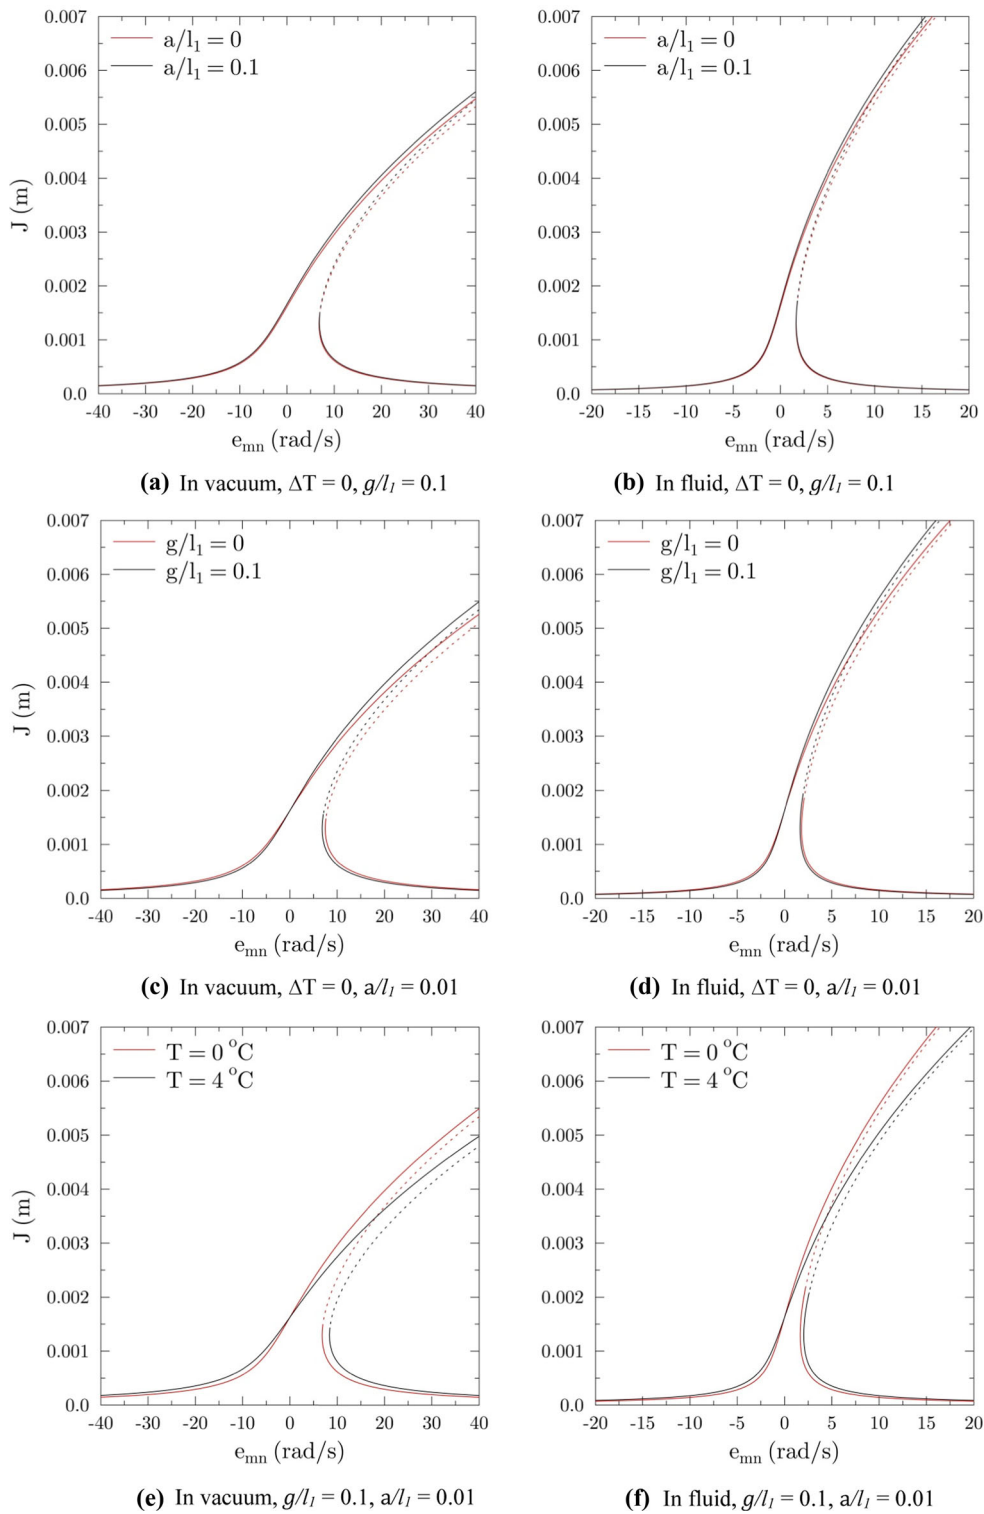 0.007
0.006
0.005
0.004
0.003
0.002
0.001
0.0
J (m)
a/l₁ = 0
a/l₁ = 0.1
-40 -30 -20 -10 0 10 20 30 40
eₘₙ (rad/s)
(a) In vacuum, ΔT = 0, g/l₁ = 0.1
0.007
0.006
0.005
0.004
0.003
0.002
0.001
0.0
a/l₁ = 0
a/l₁ = 0.1
-20 -15 -10 -5 0 5 10 15 20
eₘₙ (rad/s)
(b) In fluid, ΔT = 0, g/l₁ = 0.1
0.007
0.006
0.005
0.004
0.003
0.002
0.001
0.0
J (m)
g/l₁ = 0
g/l₁ = 0.1
-40 -30 -20 -10 0 10 20 30 40
eₘₙ (rad/s)
(c) In vacuum, ΔT = 0, a/l₁ = 0.01
0.007
0.006
0.005
0.004
0.003
0.002
0.001
0.0
g/l₁ = 0
g/l₁ = 0.1
-20 -15 -10 -5 0 5 10 15 20
eₘₙ (rad/s)
(d) In fluid, ΔT = 0, a/l₁ = 0.01
0.007
0.006
0.005
0.004
0.003
0.002
0.001
0.0
J (m)
T = 0 °C
T = 4 °C
-40 -30 -20 -10 0 10 20 30 40
eₘₙ (rad/s)
(e) In vacuum, g/l₁ = 0.1, a/l₁ = 0.01
0.007
0.006
0.005
0.004
0.003
0.002
0.001
0.0
T = 0 °C
T = 4 °C
-20 -15 -10 -5 0 5 10 15 20
eₘₙ (rad/s)
(f) In fluid, g/l₁ = 0.1, a/l₁ = 0.01